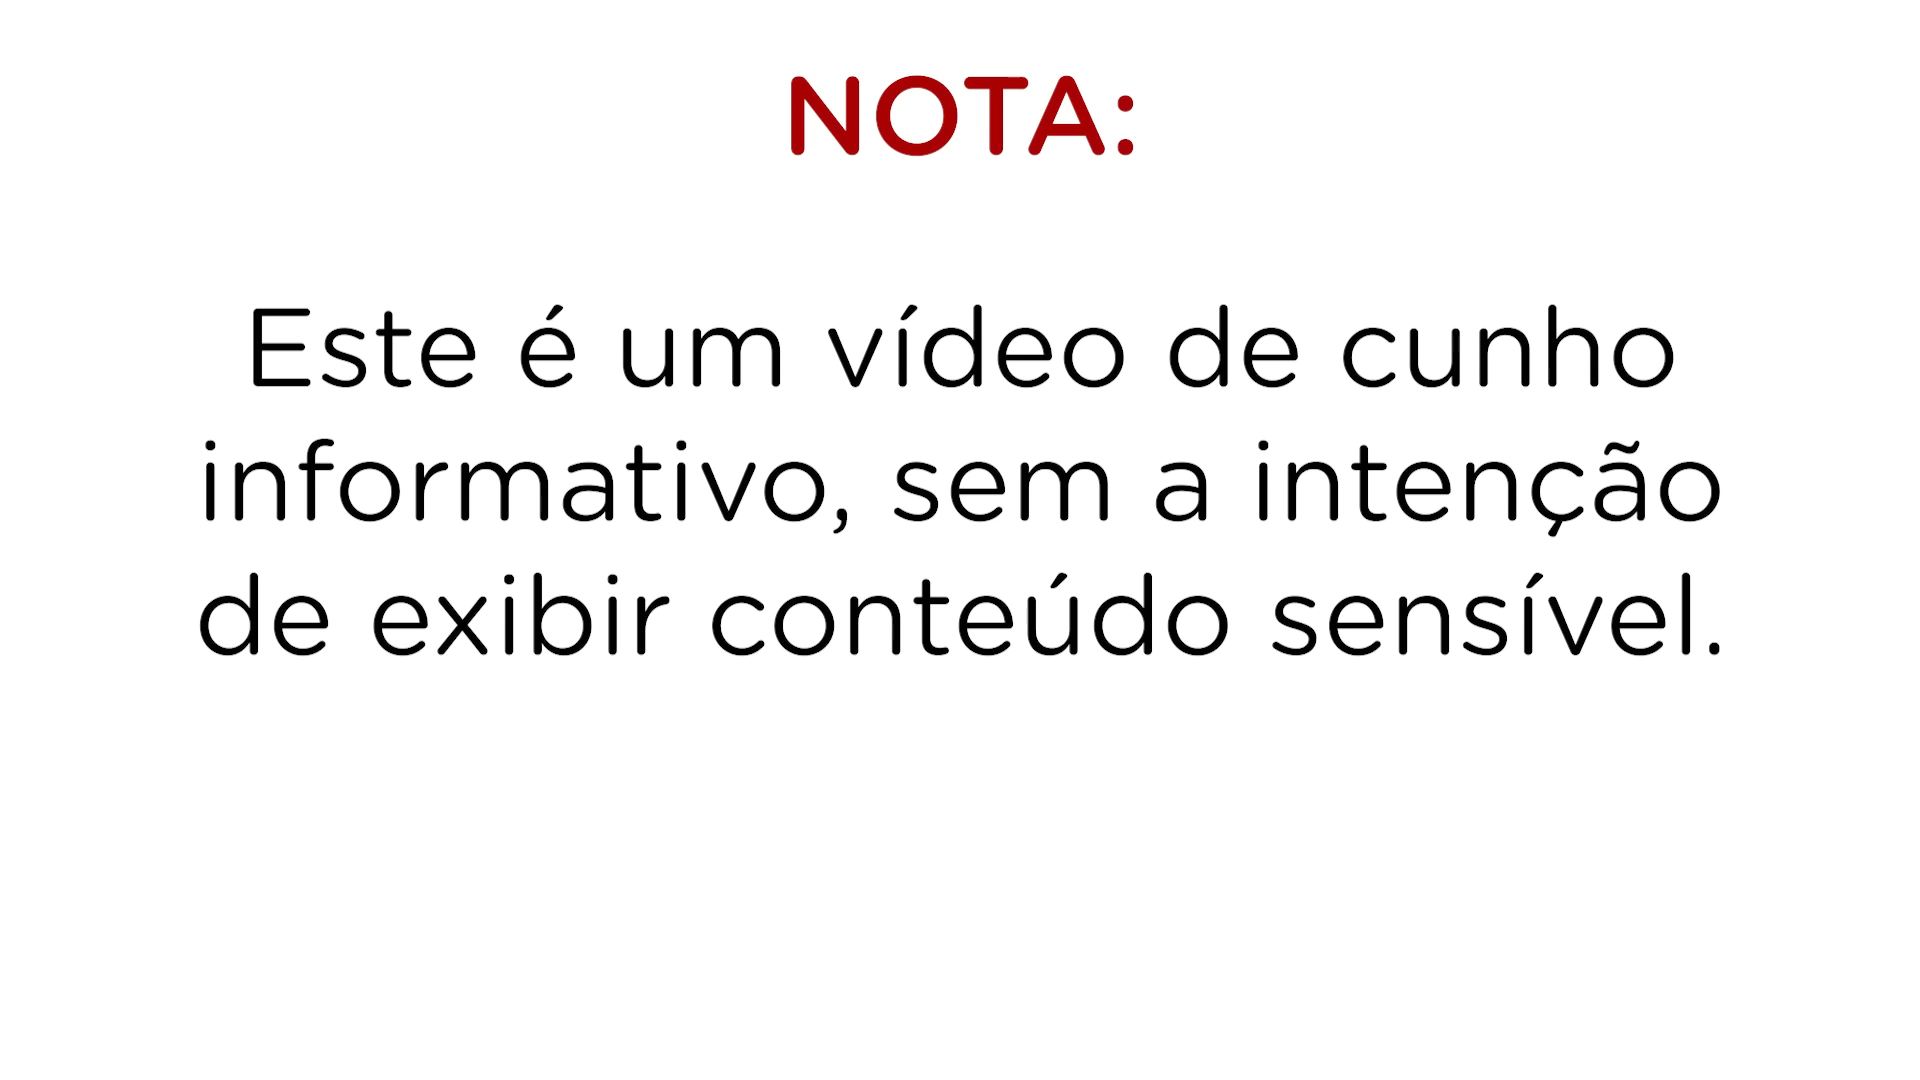 NOTA:
Este é um vídeo de cunho
informativo, sem a intenção
de exibir conteúdo sensível.